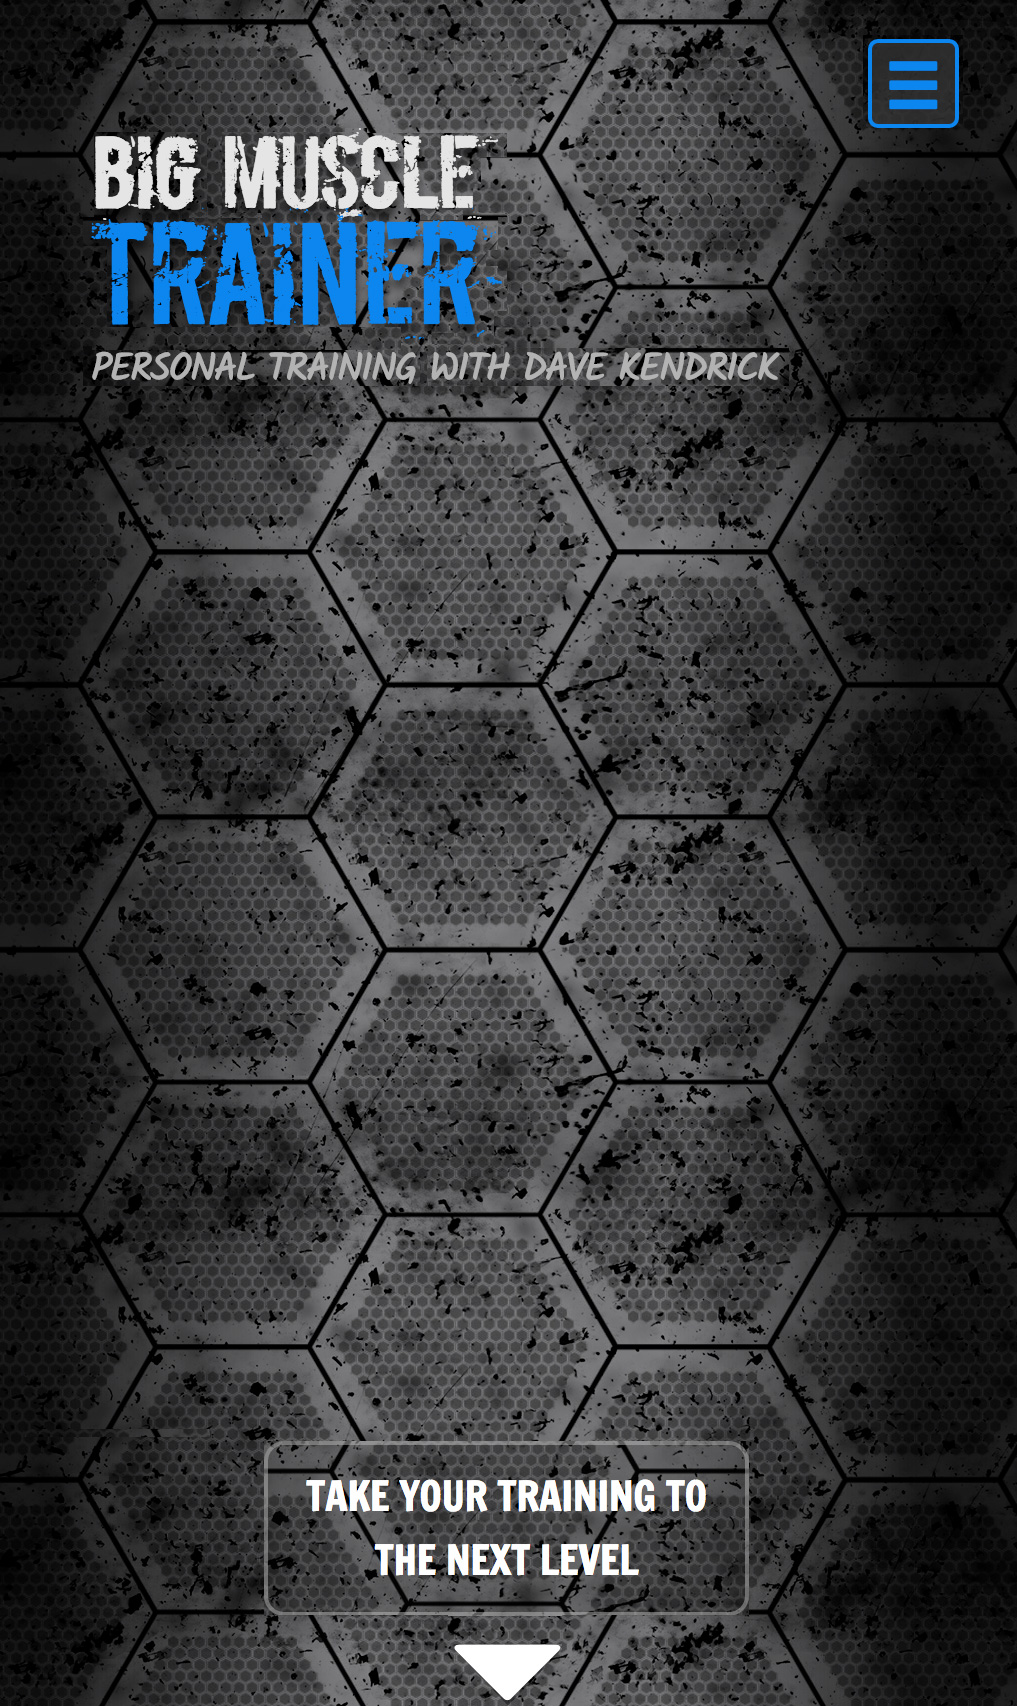 BIG MUSCLE
TRAINER
PERSONAL TRAINING WITH DAVE KENDRICK
TAKE YOUR TRAINING TO
THE NEXT LEVEL